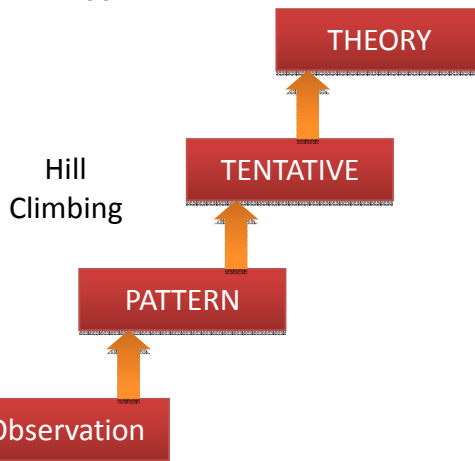 THEORY
TENTATIVE
Hill
Climbing
PATTERN
Observation